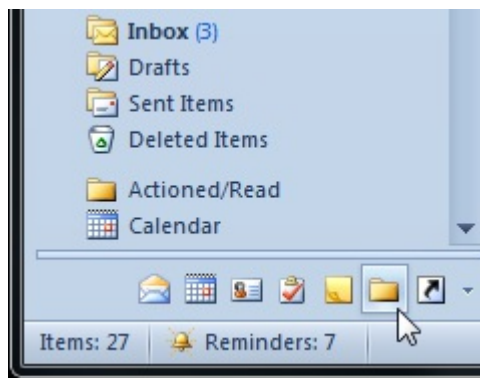 Inbox (3)
Drafts
Sent Items
Deleted Items
Actioned/Read
Calendar
Items: 27 Reminders: 7